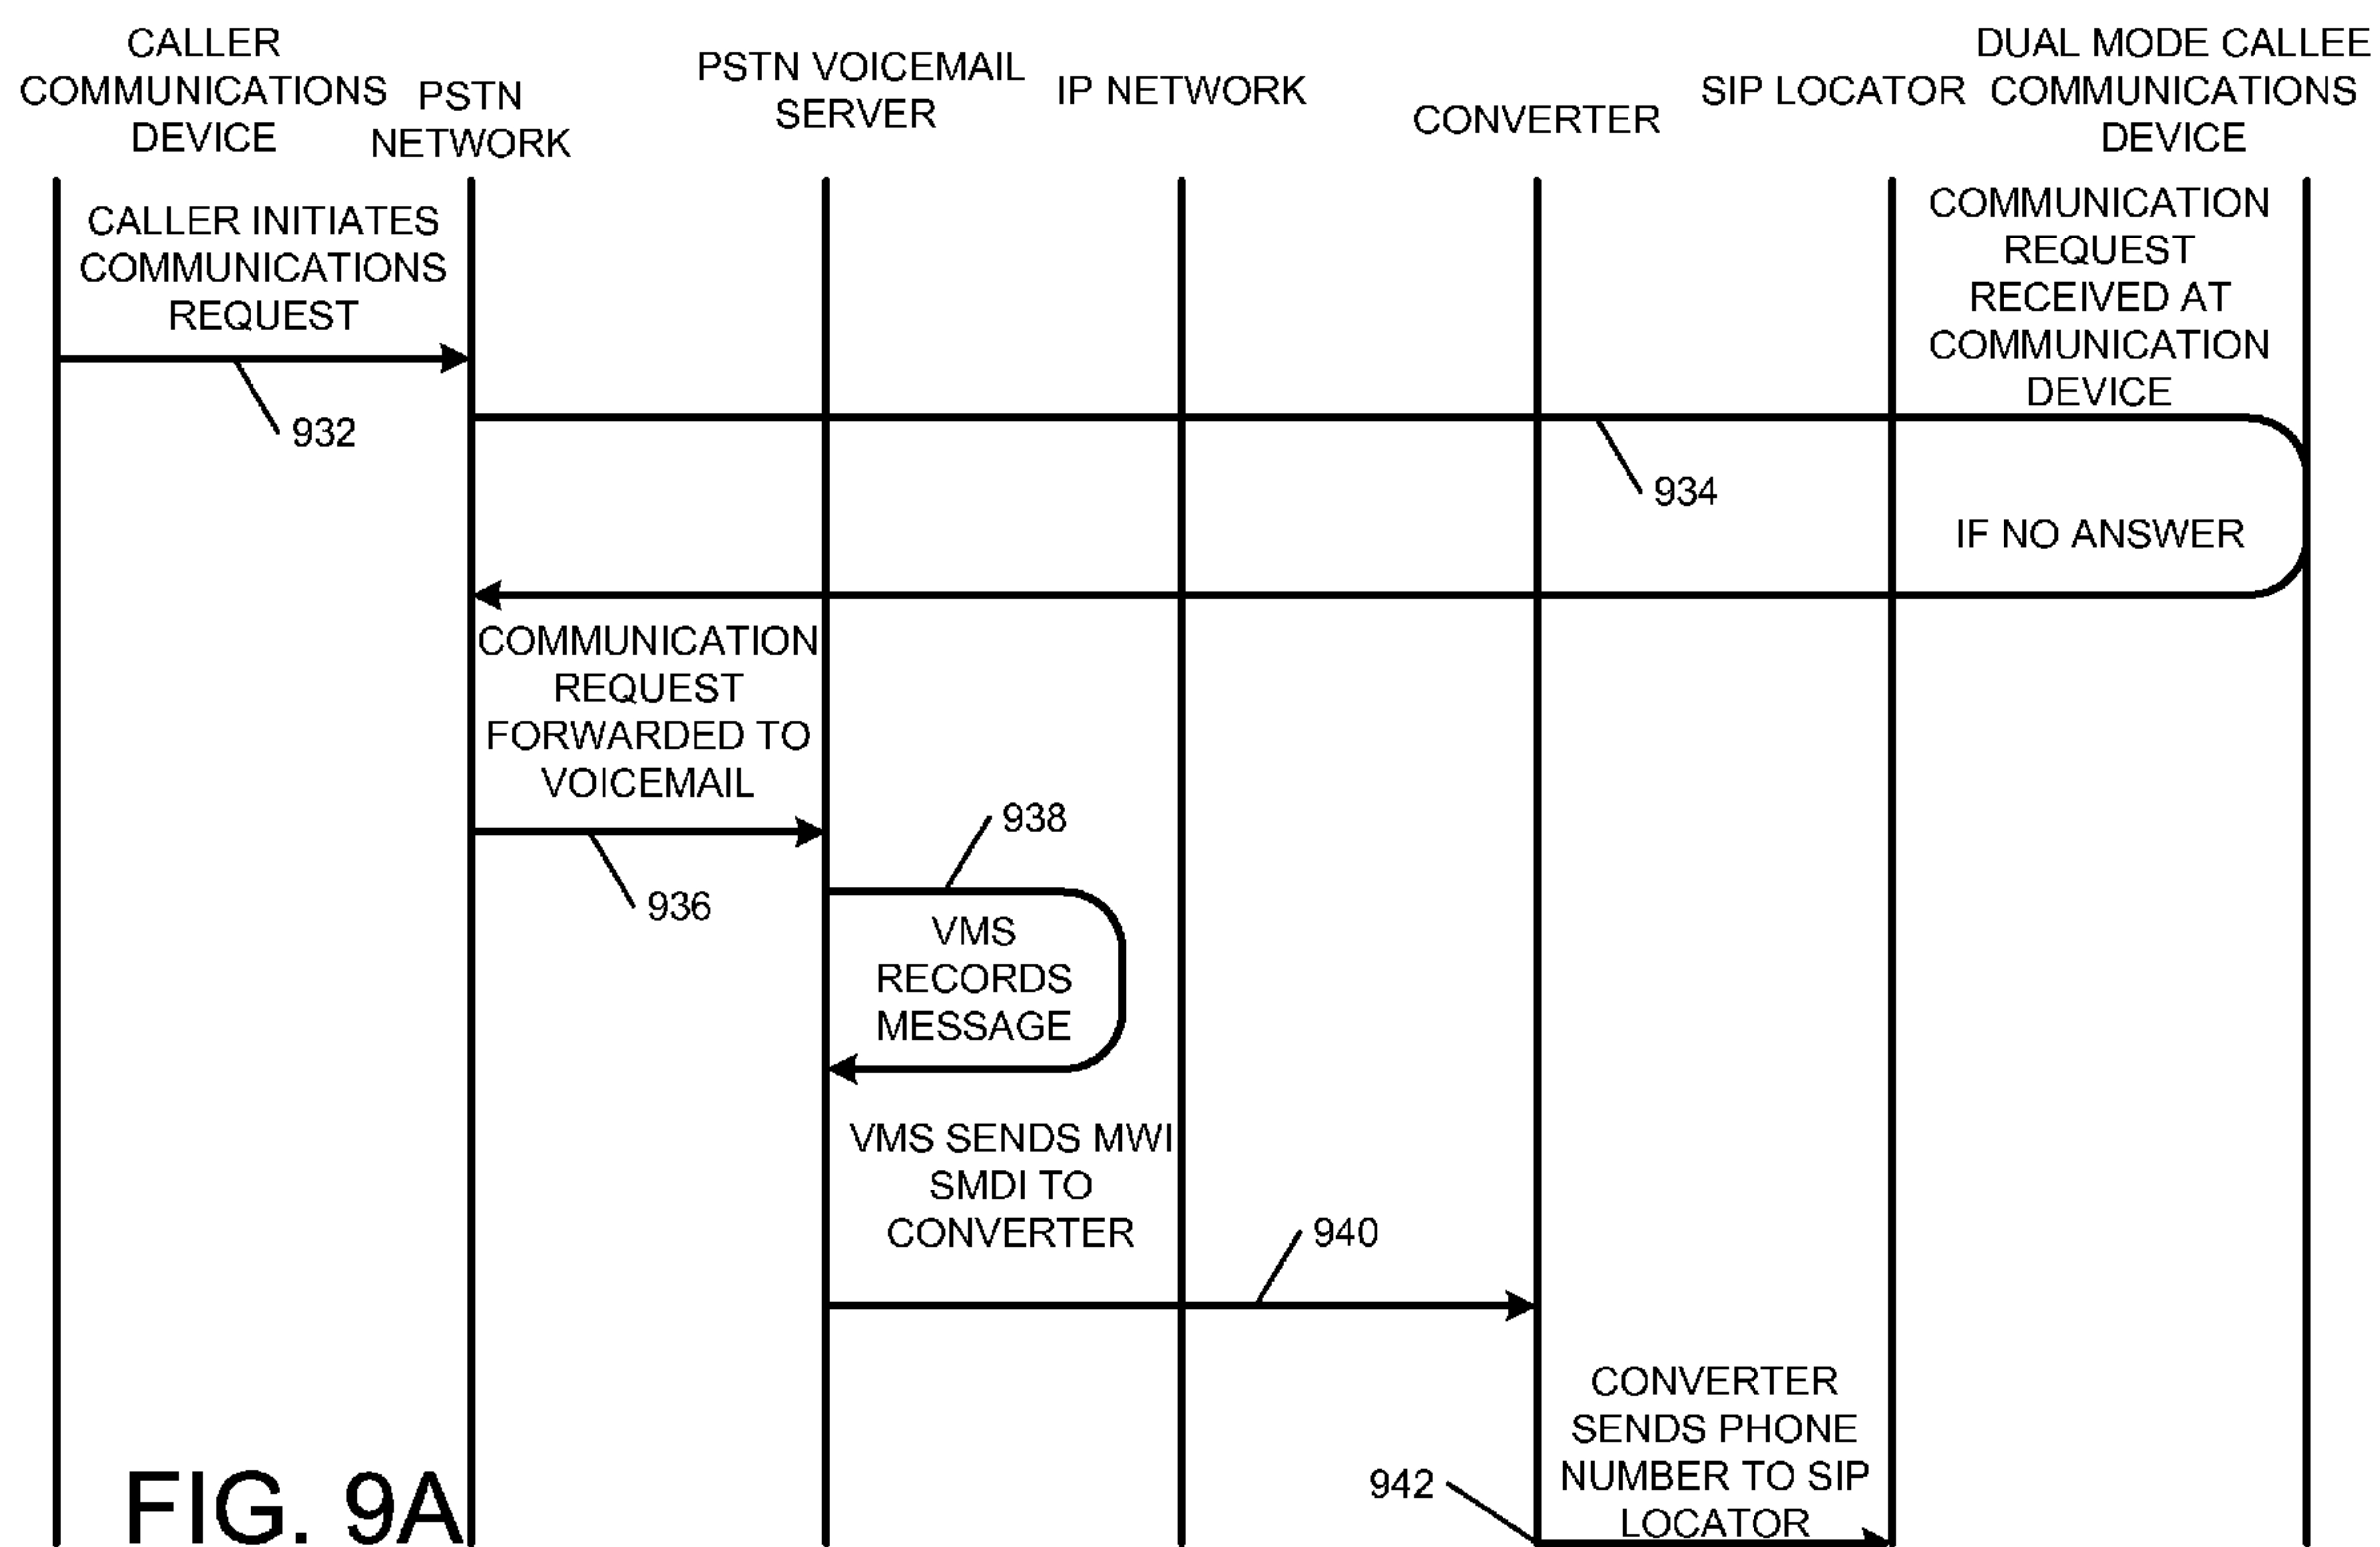 CALLER
COMMUNICATIONS
DEVICE
PSTN
NETWORK
PSTN VOICEMAIL
SERVER
IP NETWORK
CONVERTER
SIP LOCATOR
DUAL MODE CALLEE
COMMUNICATIONS
DEVICE
CALLER INITIATES
COMMUNICATIONS
REQUEST
932
COMMUNICATION
REQUEST
RECEIVED AT
COMMUNICATION
DEVICE
934
IF NO ANSWER
COMMUNICATION
REQUEST
FORWARDED TO
VOICEMAIL
936
938
VMS
RECORDS
MESSAGE
VMS SENDS MWI
SMDI TO
CONVERTER
940
CONVERTER
SENDS PHONE
NUMBER TO SIP
LOCATOR
942
FIG. 9A